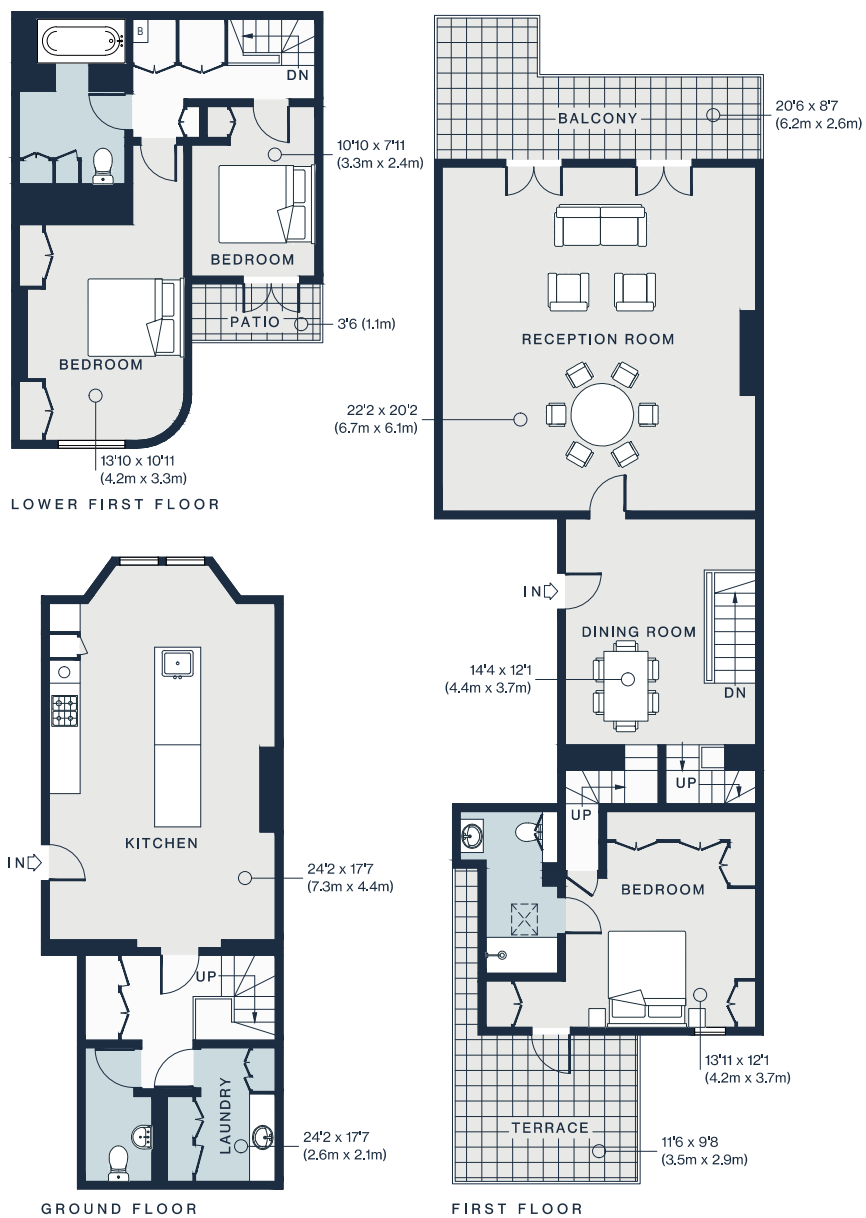 B
DN
10'10 x 7'11
(3.3m x 2.4m)
BEDROOM
PATIO
3'6 (1.1m)
BEDROOM
13'10 x 10'11
(4.2m x 3.3m)
LOWER FIRST FLOOR
IN
KITCHEN
24'2 x 17'7
(7.3m x 4.4m)
UP
LAUNDRY
24'2 x 17'7
(2.6m x 2.1m)
GROUND FLOOR
BALCONY
20'6 x 8'7
(6.2m x 2.6m)
RECEPTION ROOM
22'2 x 20'2
(6.7m x 6.1m)
IN
DINING ROOM
14'4 x 12'1
(4.4m x 3.7m)
DN
UP
UP
BEDROOM
13'11 x 12'1
(4.2m x 3.7m)
TERRACE
11'6 x 9'8
(3.5m x 2.9m)
FIRST FLOOR